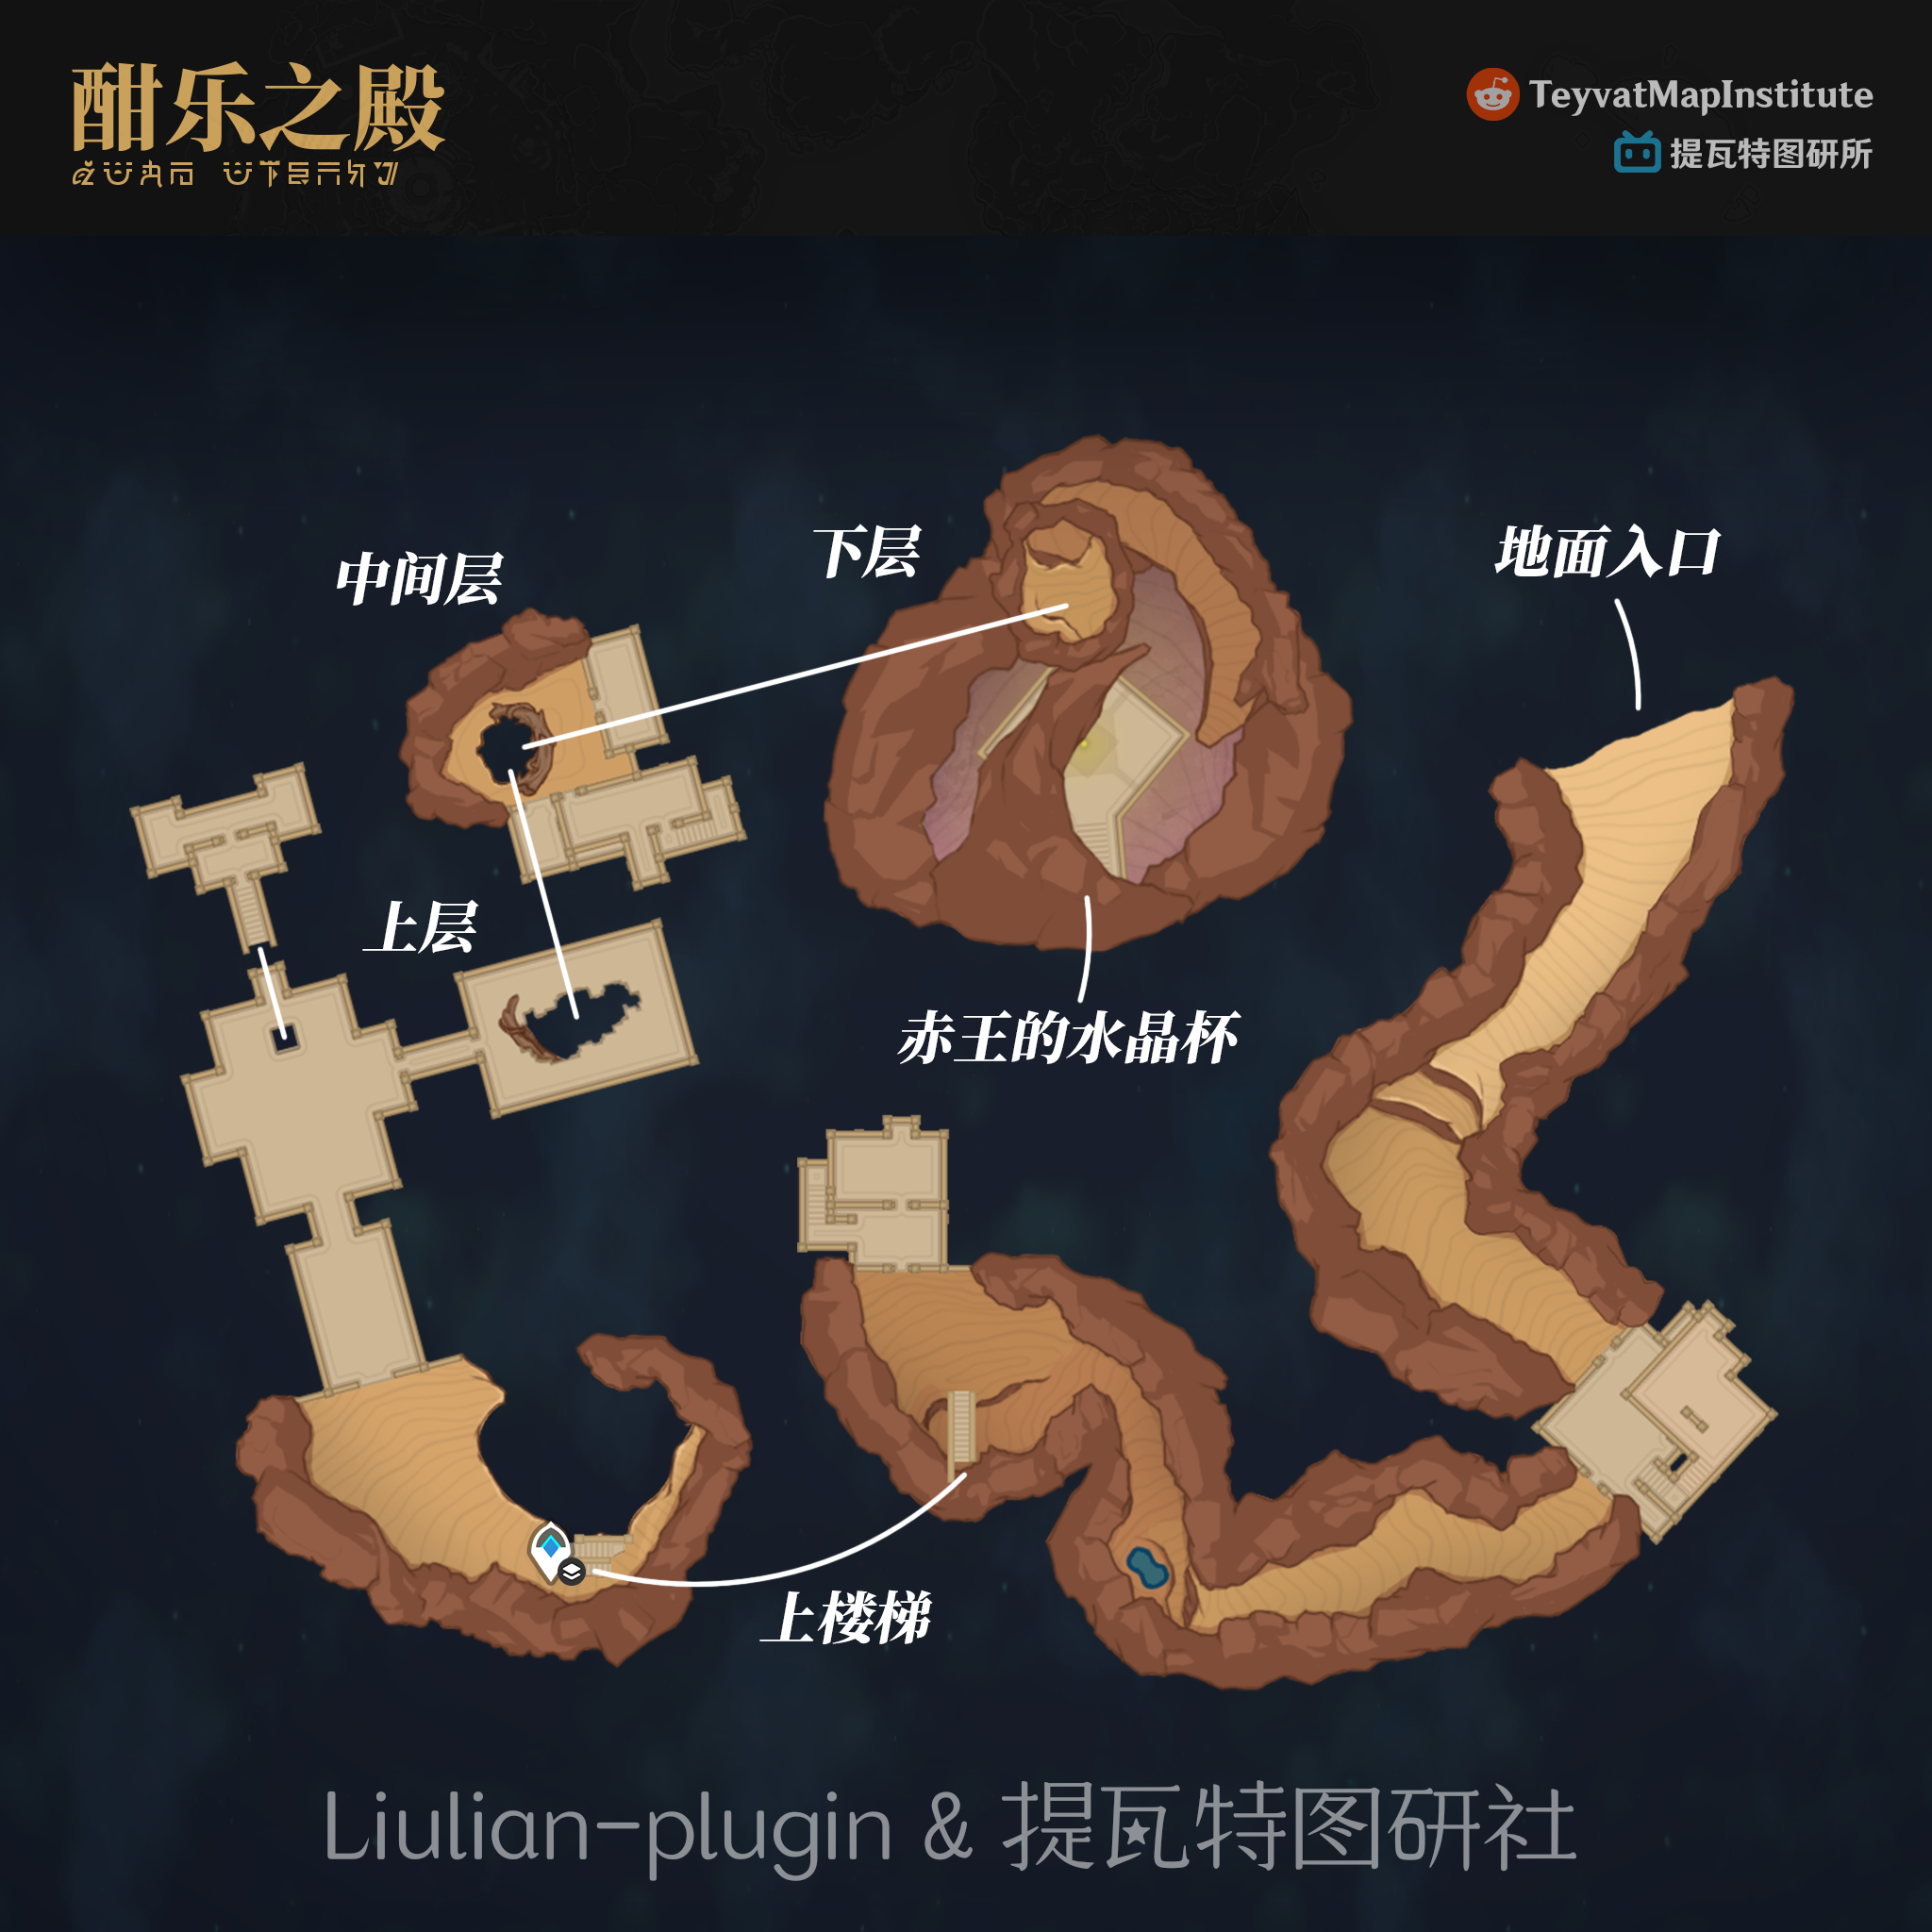 酣乐之殿
TeyvatMapInstitute
提瓦特图研所
中间层
下层
地面入口
上层
赤王的水晶杯
上楼梯
Liulian-plugin & 提瓦特图研社